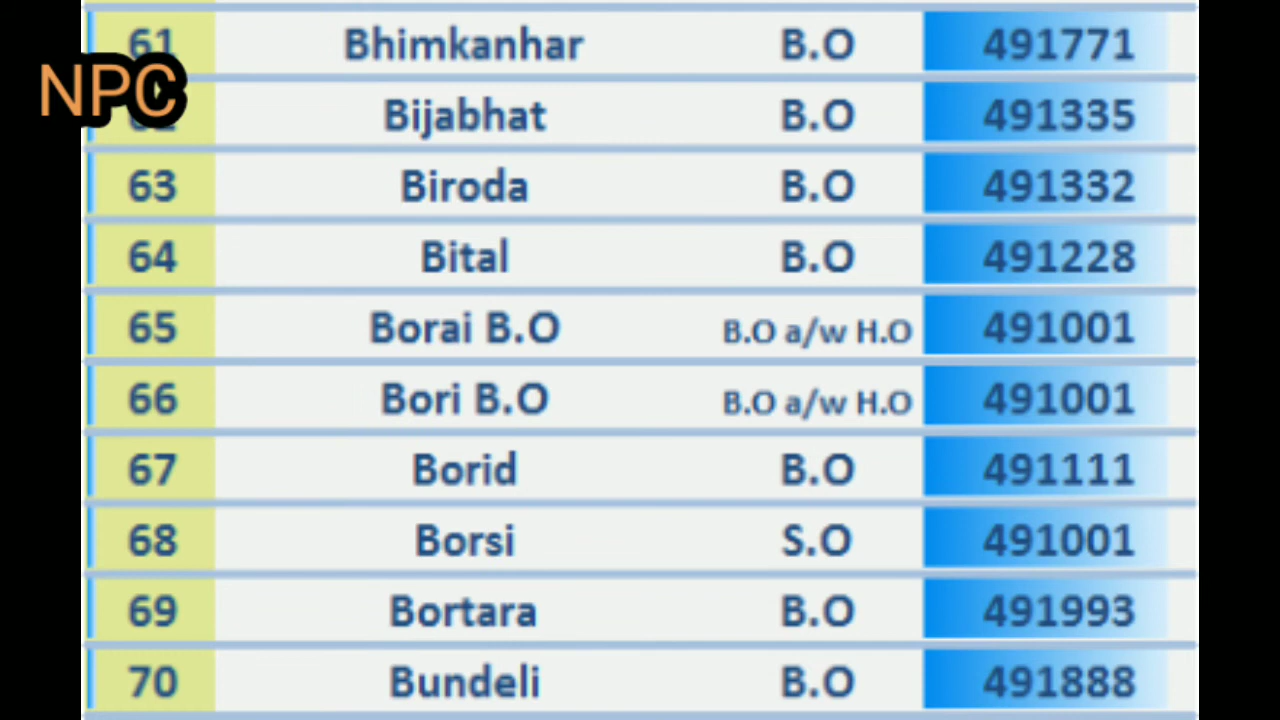 61 Bhimkanhar B.O 491771
NPC
Bijabhat B.O 491335
63 Biroda B.O 491332
64 Bital B.O 491228
65 Borai B.O B.O a/w H.O 491001
66 Bori B.O B.O a/w H.O 491001
67 Borid B.O 491111
68 Borsi S.O 491001
69 Bortara B.O 491993
70 Bundeli B.O 491888